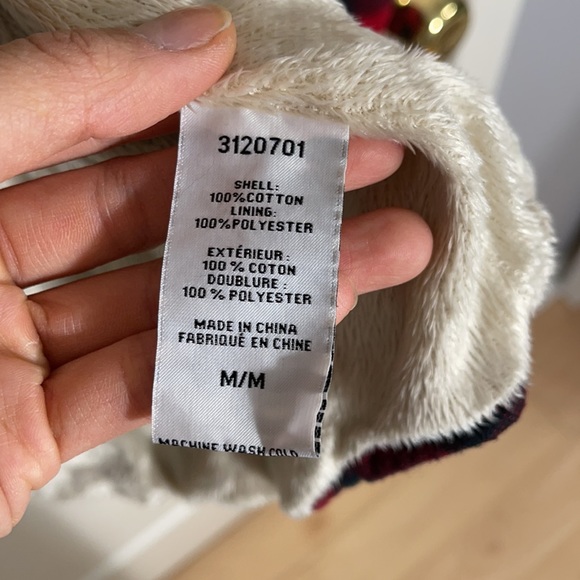 3120701
SHELL:
100%COTTON
LINING:
100%POLYESTER
EXTÉRIEUR :
100 % COTON
DOUBLURE :
100 % POLYESTER
MADE IN CHINA
FABRIQUÉ EN CHINE
M/M
MACHINE WASH COLD